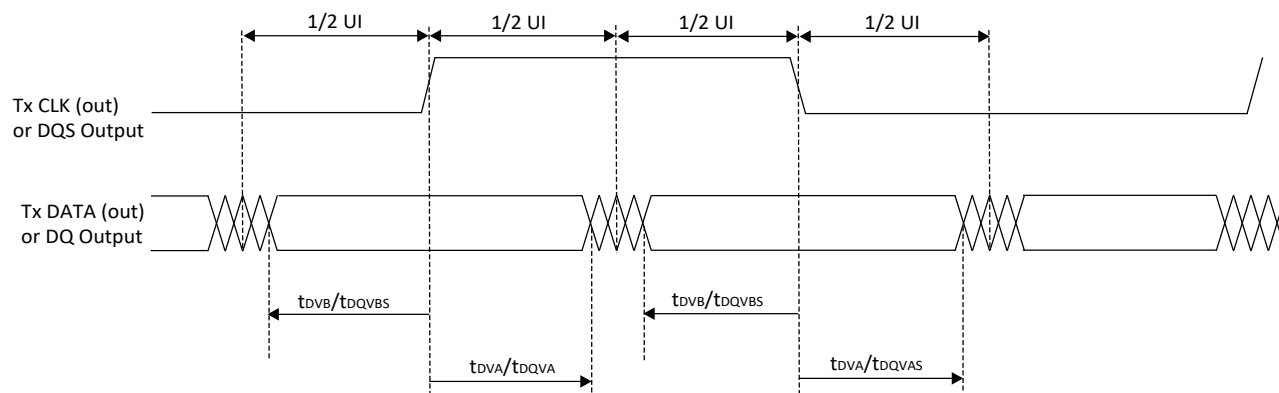 1/2 UI
1/2 UI
1/2 UI
1/2 UI
Tx CLK (out)
or DQS Output
Tx DATA (out)
or DQ Output
tDVB/tDQVBS
tDVB/tDQVBS
tDVA/tDQVA
tDVA/tDQVAS